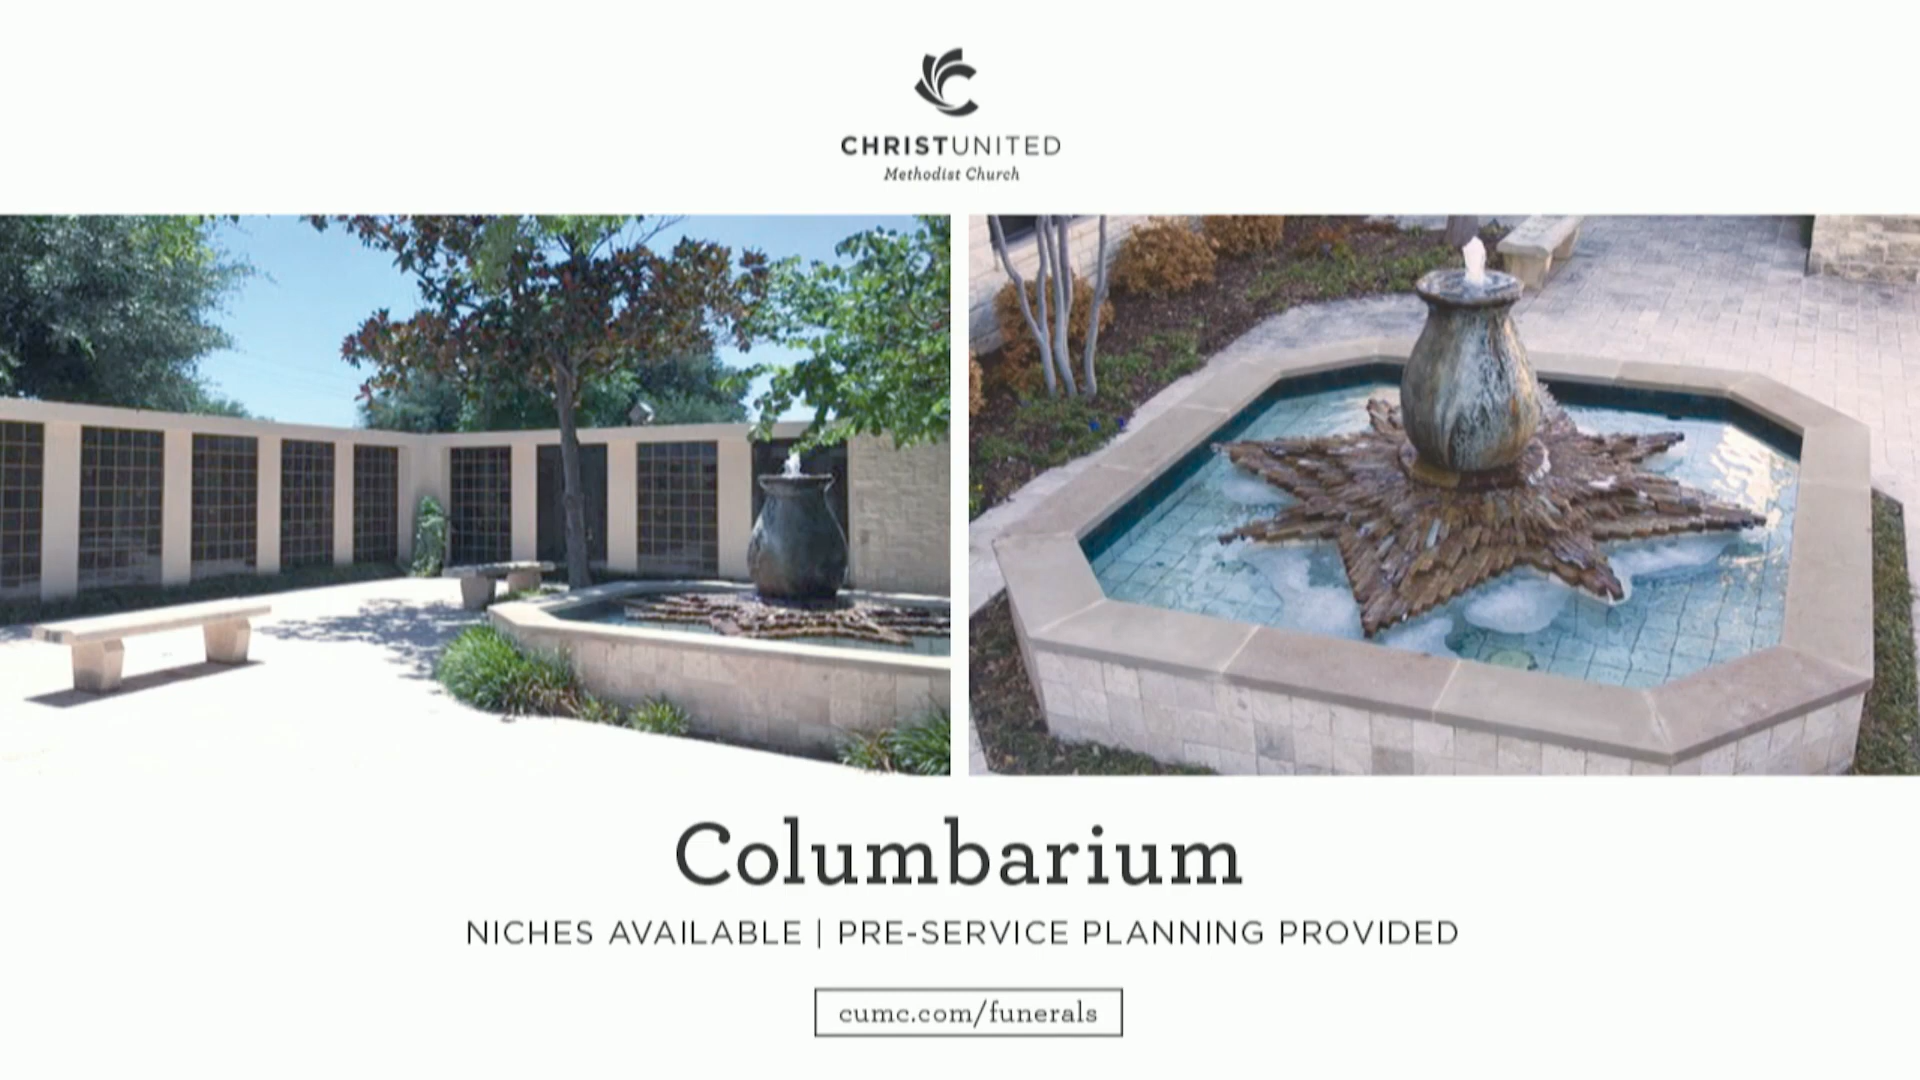 CHRISTUNITED
Methodist Church
Columbarium
NICHES AVAILABLE | PRE-SERVICE PLANNING PROVIDED
cumc.com/funerals